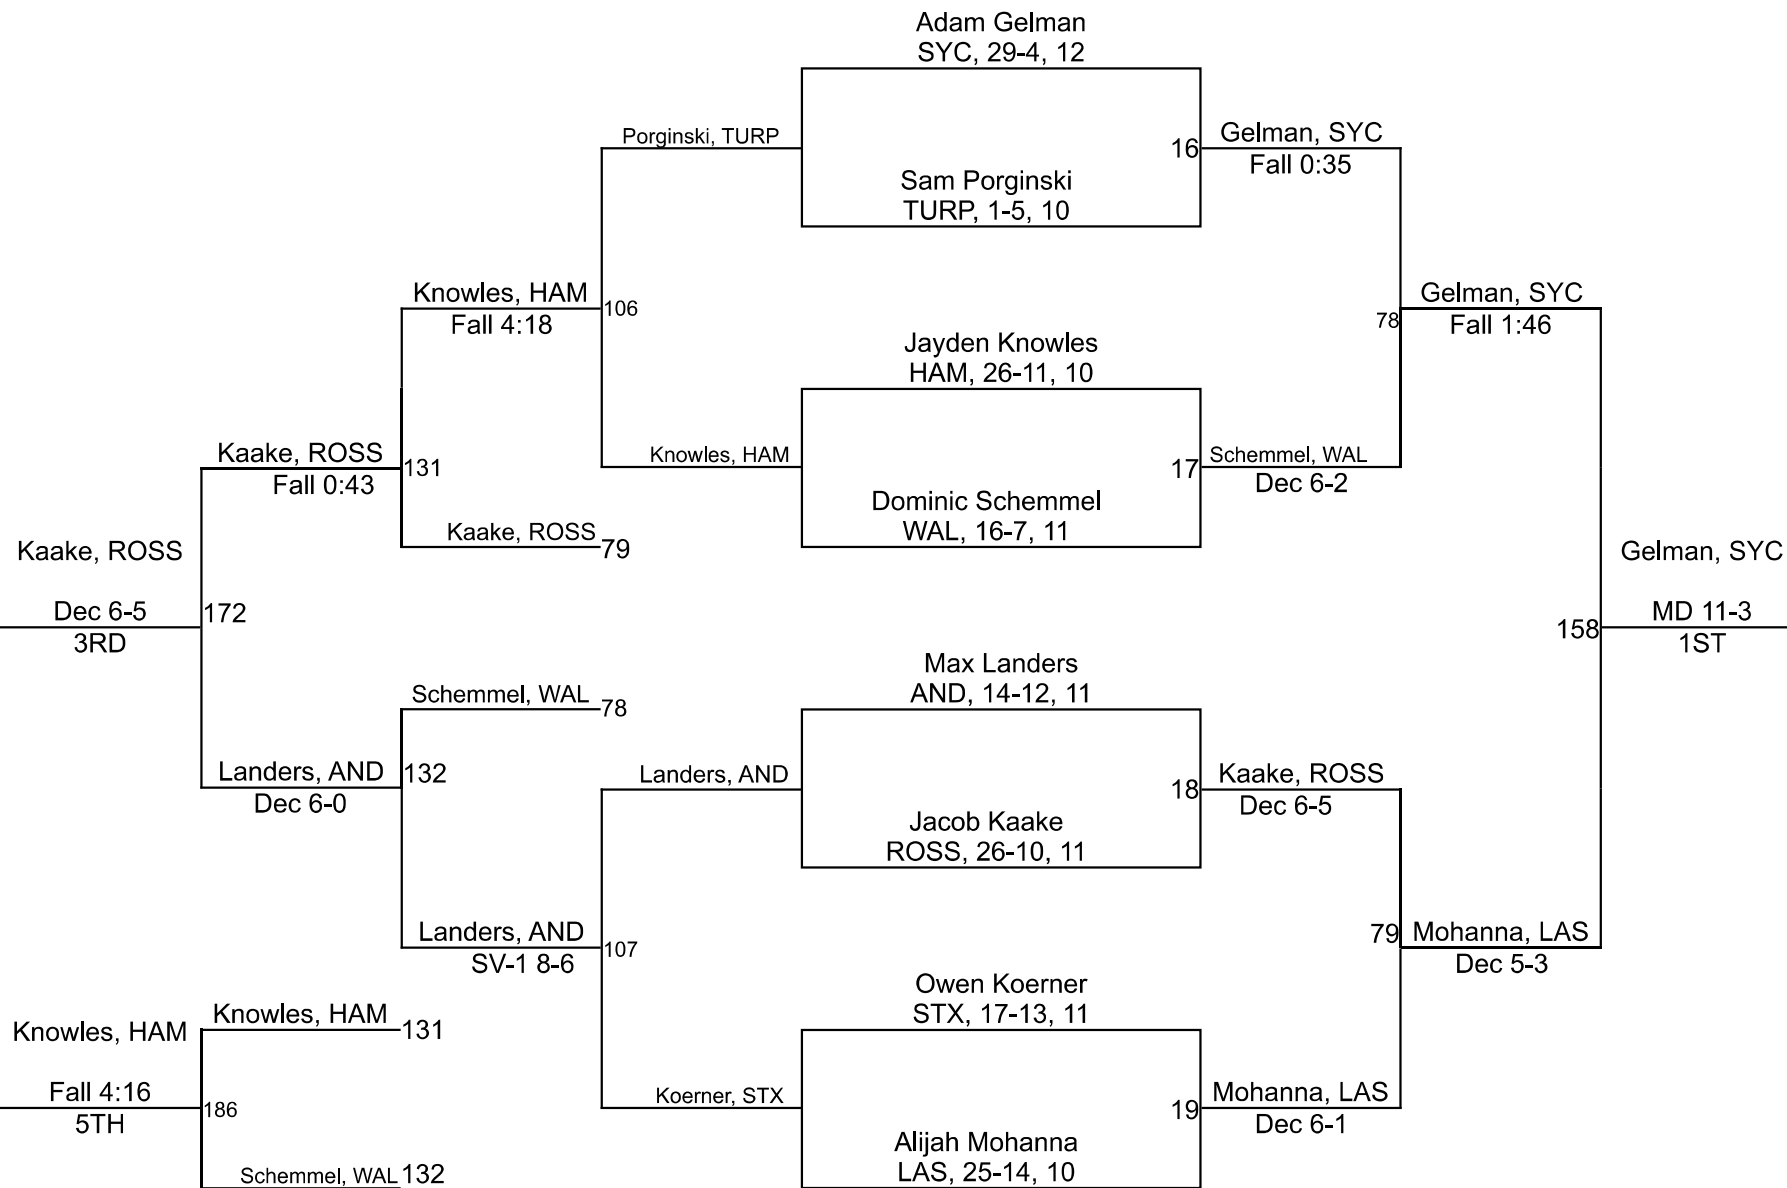 Adam Gelman
SYC, 29-4, 12
Porginski, TURP
16
Gelman, SYC
Fall 0:35
Sam Porginski
TURP, 1-5, 10
Knowles, HAM
Fall 4:18
106
78
Gelman, SYC
Fall 1:46
Jayden Knowles
HAM, 26-11, 10
Kaake, ROSS
Fall 0:43
131
Knowles, HAM
17
Schemmel, WAL
Dec 6-2
Dominic Schemmel
WAL, 16-7, 11
Kaake, ROSS
79
Kaake, ROSS
Dec 6-5
3RD
172
Gelman, SYC
158
MD 11-3
1ST
Max Landers
AND, 14-12, 11
Schemmel, WAL
78
Landers, AND
Dec 6-0
132
Landers, AND
18
Kaake, ROSS
Dec 6-5
Jacob Kaake
ROSS, 26-10, 11
Landers, AND
SV-1 8-6
107
79
Mohanna, LAS
Dec 5-3
Owen Koerner
STX, 17-13, 11
Knowles, HAM
Knowles, HAM
131
Fall 4:16
5TH
186
Koerner, STX
19
Mohanna, LAS
Dec 6-1
Alijah Mohanna
LAS, 25-14, 10
Schemmel, WAL
132